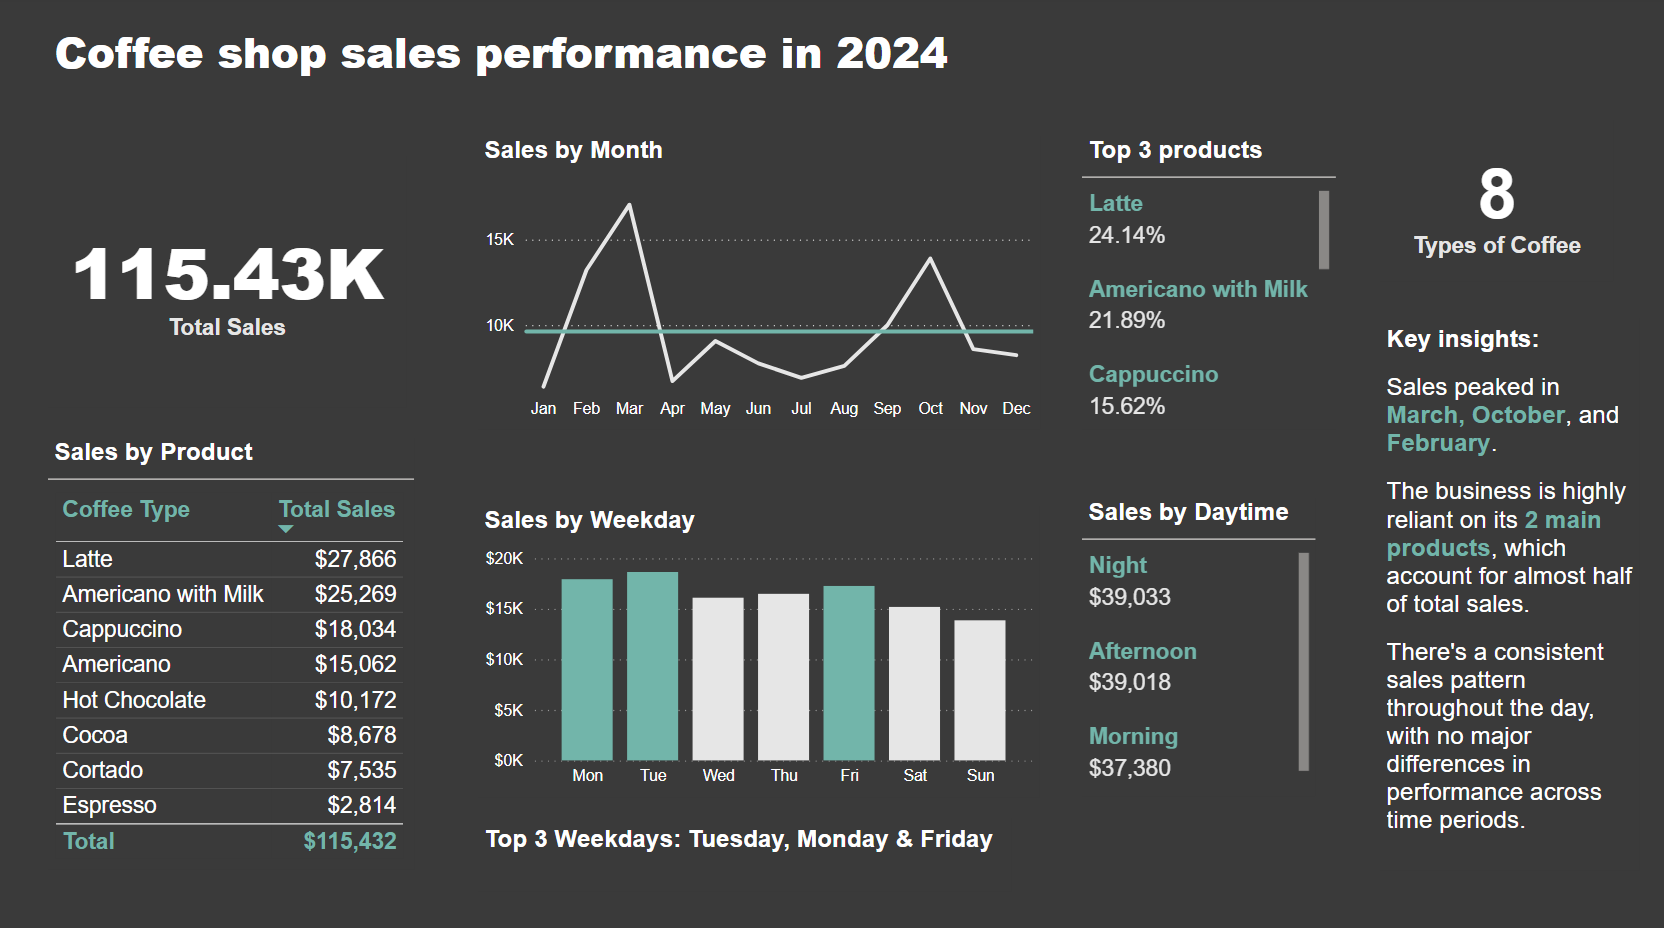 Coffee shop sales performance in 2024
115.43K
Total Sales
Sales by Product
Coffee Type Total Sales
Latte $27,866
Americano with Milk $25,269
Cappuccino $18,034
Americano $15,062
Hot Chocolate $10,172
Cocoa $8,678
Cortado $7,535
Espresso $2,814
Total $115,432
Sales by Month
15K
10K
Jan Feb Mar Apr May Jun Jul Aug Sep Oct Nov Dec
Sales by Weekday
$20K
$15K
$10K
$5K
$0K
Mon Tue Wed Thu Fri Sat Sun
Top 3 Weekdays: Tuesday, Monday & Friday
Top 3 products
Latte
24.14%
Americano with Milk
21.89%
Cappuccino
15.62%
Sales by Daytime
Night
$39,033
Afternoon
$39,018
Morning
$37,380
8
Types of Coffee
Key insights:
Sales peaked in
March, October, and
February.
The business is highly
reliant on its 2 main
products, which
account for almost half
of total sales.
There's a consistent
sales pattern
throughout the day,
with no major
differences in
performance across
time periods.